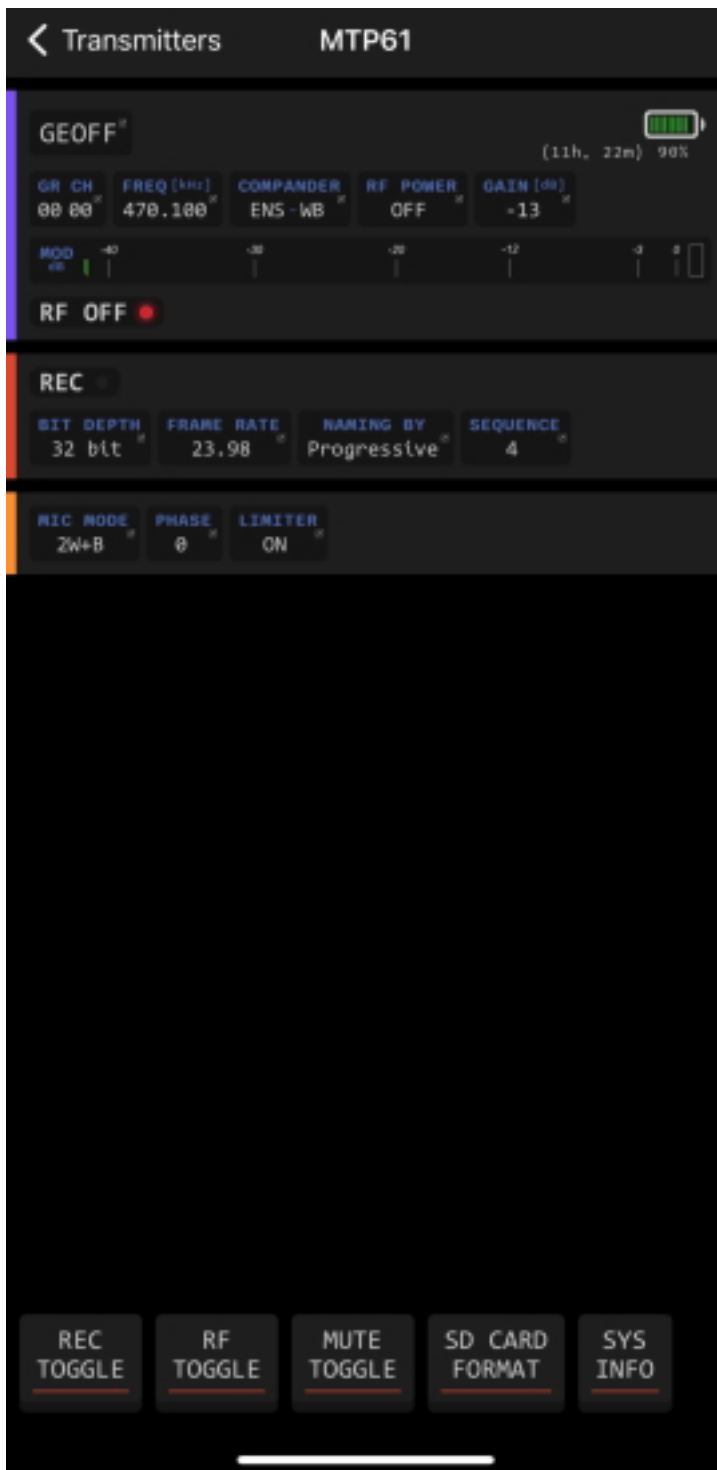 Transmitters MTP61
GEOFF
(11h, 22m) 90%
GR CH FREQ [kHz] COMPANDER RF POWER GAIN [dB]
00 00 470.100 ENS-WB OFF -13
MOD -40 -30 -20 -12 -3 0
dB
RF OFF
REC
BIT DEPTH FRAME RATE NAMING BY SEQUENCE
32 bit 23.98 Progressive 4
MIC MODE PHASE LIMITER
2W+B 0 ON
REC RF MUTE SD CARD SYS
TOGGLE TOGGLE TOGGLE FORMAT INFO